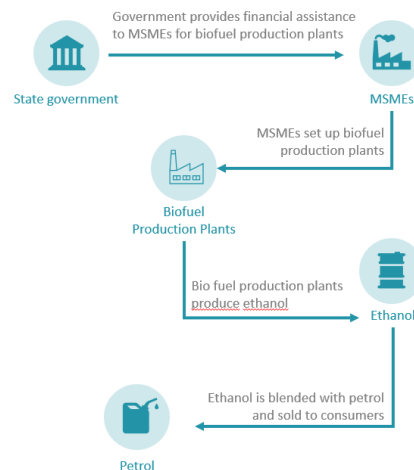 Government provides financial assistance
to MSMEs for biofuel production plants
State government
MSMEs
MSMEs set up biofuel
production plants
Biofuel
Production Plants
Bio fuel production plants
produce ethanol
Ethanol
Ethanol is blended with petrol
and sold to consumers
Petrol